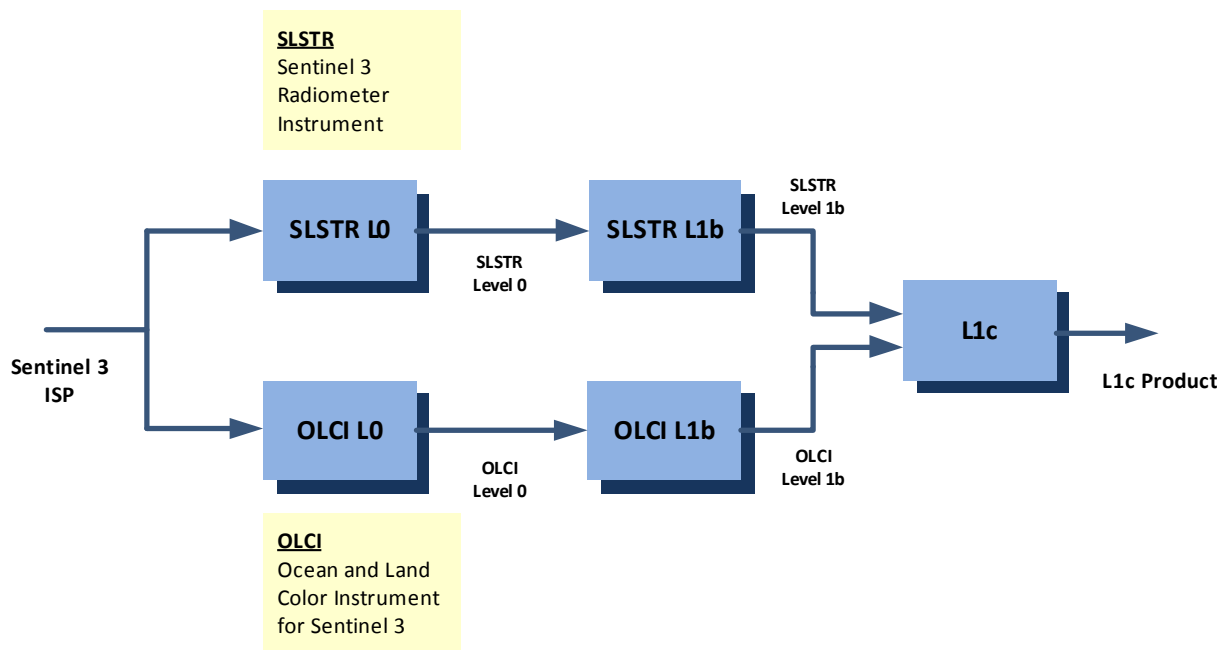 SLSTR
Sentinel 3
Radiometer
Instrument
SLSTR L0
SLSTR
Level 0
SLSTR L1b
SLSTR
Level 1b
Sentinel 3
ISP
L1c
L1c Product
OLCI L0
OLCI
Level 0
OLCI L1b
OLCI
Level 1b
OLCI
Ocean and Land
Color Instrument
for Sentinel 3